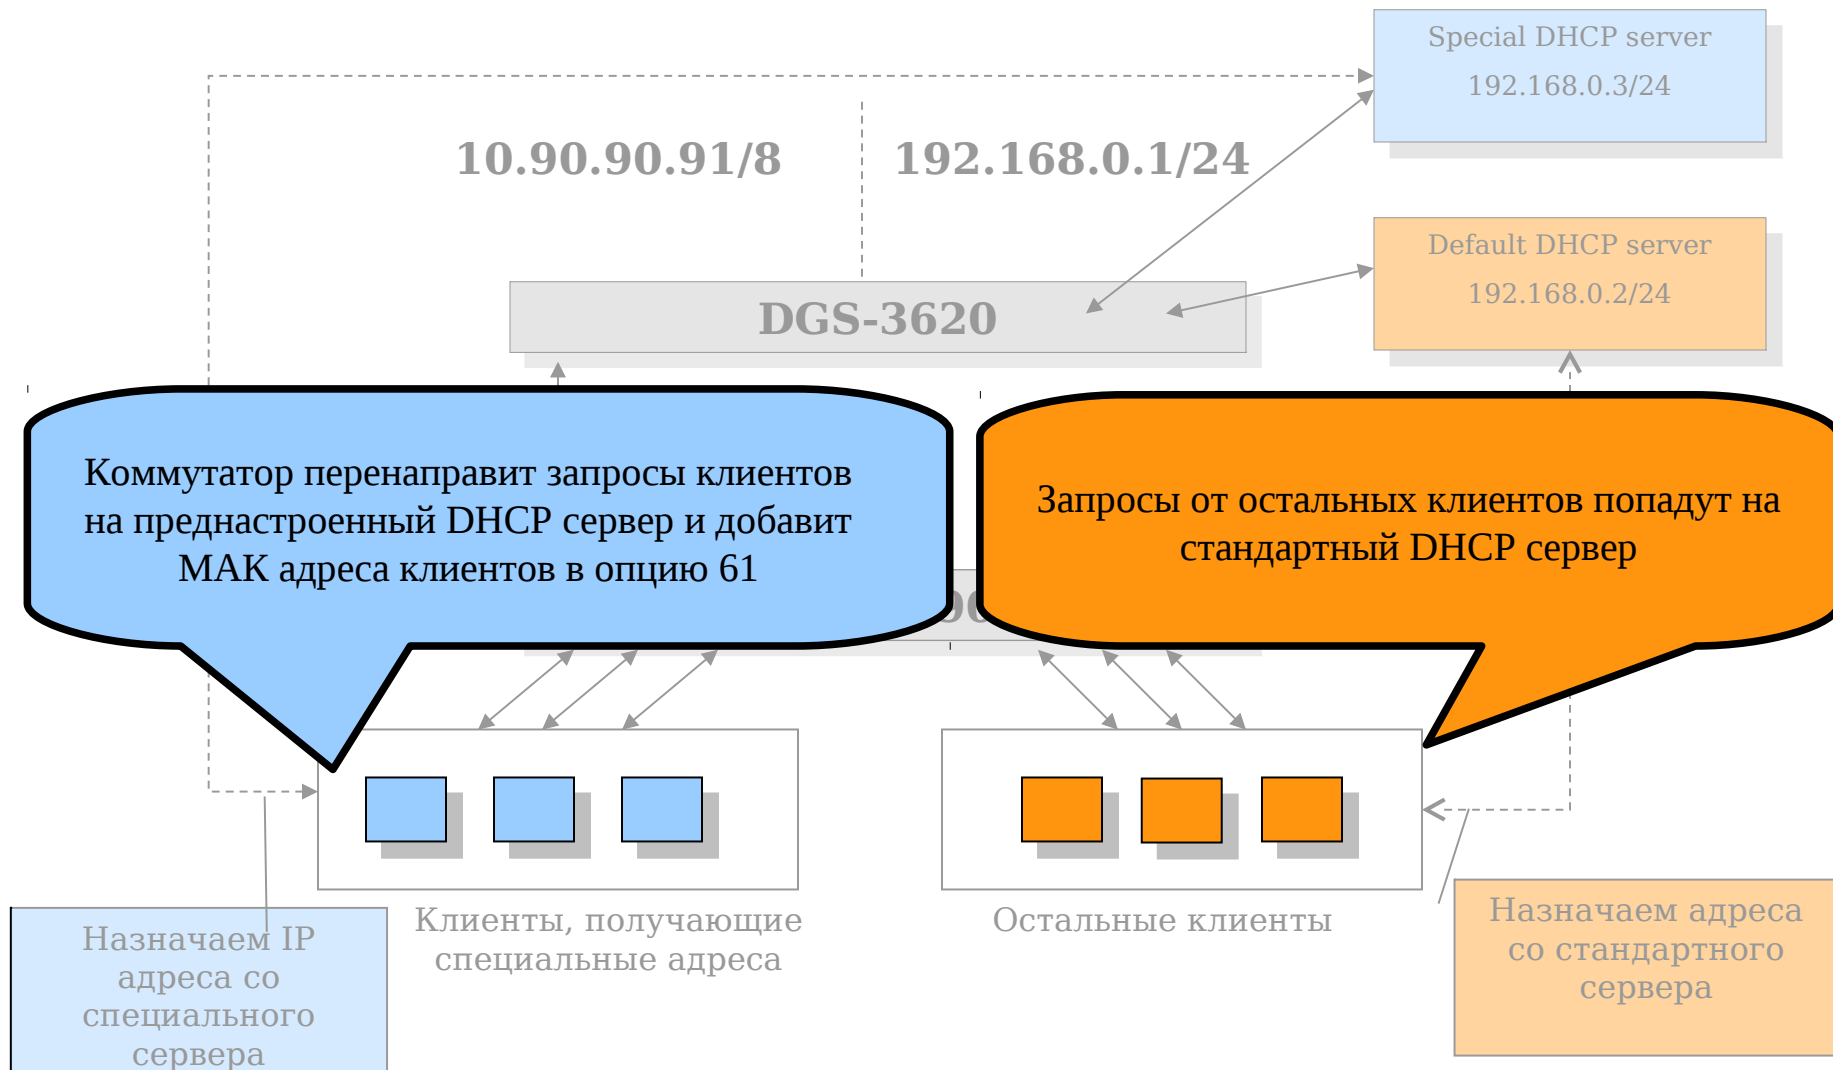 Special DHCP server
192.168.0.3/24
10.90.90.91/8
192.168.0.1/24
Default DHCP server
192.168.0.2/24
DGS-3620
Коммутатор перенаправит запросы клиентов
на преднастроенный DHCP сервер и добавит
МАК адреса клиентов в опцию 61
Запросы от остальных клиентов попадут на
стандартный DHCP сервер
Клиенты, получающие
специальные адреса
Остальные клиенты
Назначаем IP
адреса со
специального
сервера
Назначаем адреса
со стандартного
сервера